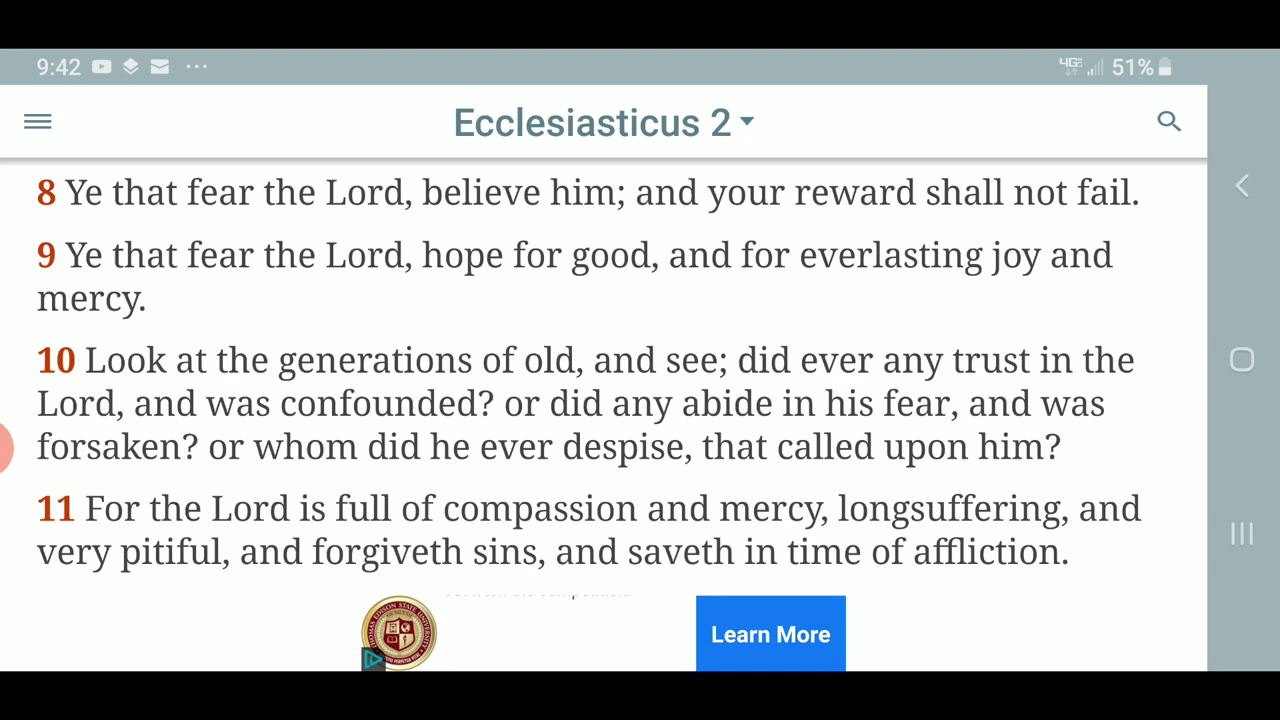 9:42 ... 4GE 51%
Ecclesiasticus 2
8 Ye that fear the Lord, believe him; and your reward shall not fail.
9 Ye that fear the Lord, hope for good, and for everlasting joy and
mercy.
10 Look at the generations of old, and see; did ever any trust in the
Lord, and was confounded? or did any abide in his fear, and was
forsaken? or whom did he ever despise, that called upon him?
11 For the Lord is full of compassion and mercy, longsuffering, and
very pitiful, and forgiveth sins, and saveth in time of affliction.
THOMAS EDISON STATE UNIVERSITY
Learn More